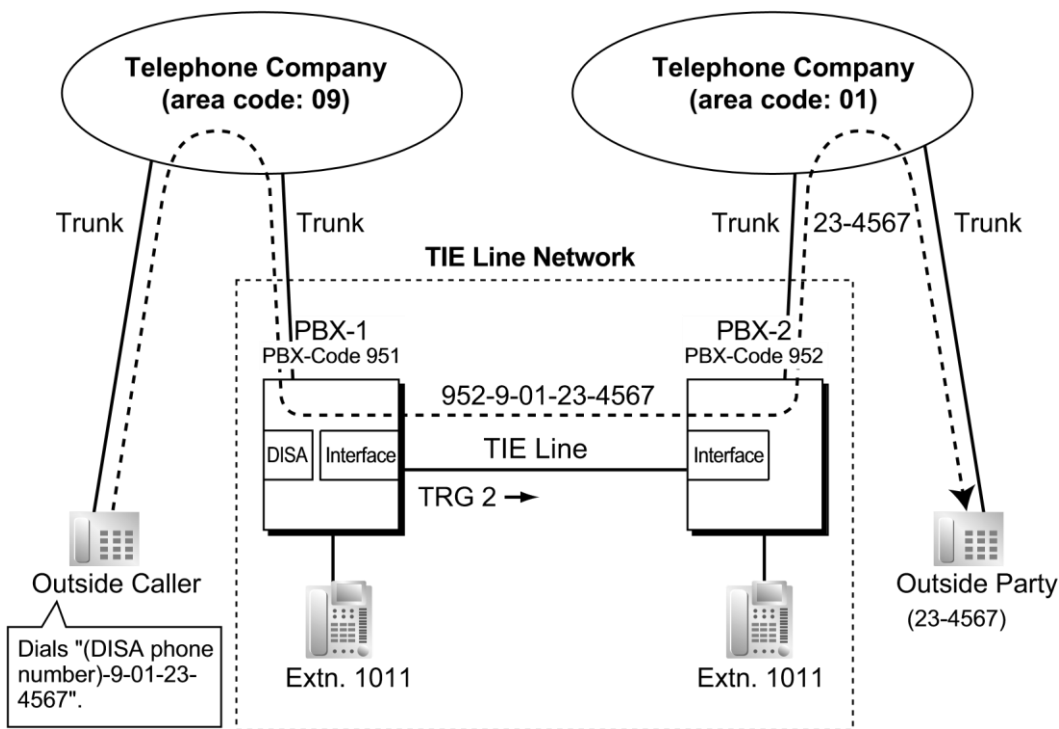 Telephone Company
(area code: 09)
Telephone Company
(area code: 01)
Trunk
Trunk
Trunk
23-4567
Trunk
TIE Line Network
PBX-1
PBX-Code 951
PBX-2
PBX-Code 952
952-9-01-23-4567
DISA
Interface
TIE Line
Interface
TRG 2
Outside Caller
Outside Party
(23-4567)
Dials "(DISA phone
number)-9-01-23-
4567".
Extn. 1011
Extn. 1011